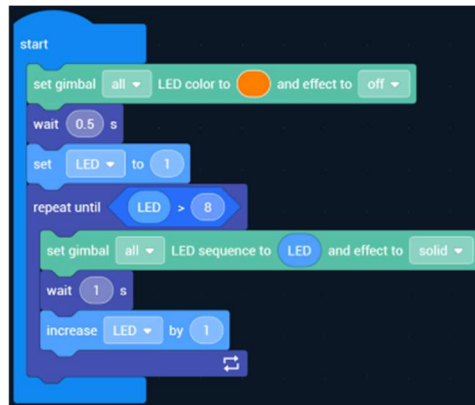 start
set gimbal all LED color to and effect to off
wait 0.5 s
set LED to 1
repeat until LED > 8
set gimbal all LED sequence to LED and effect to solid
wait 1 s
increase LED by 1